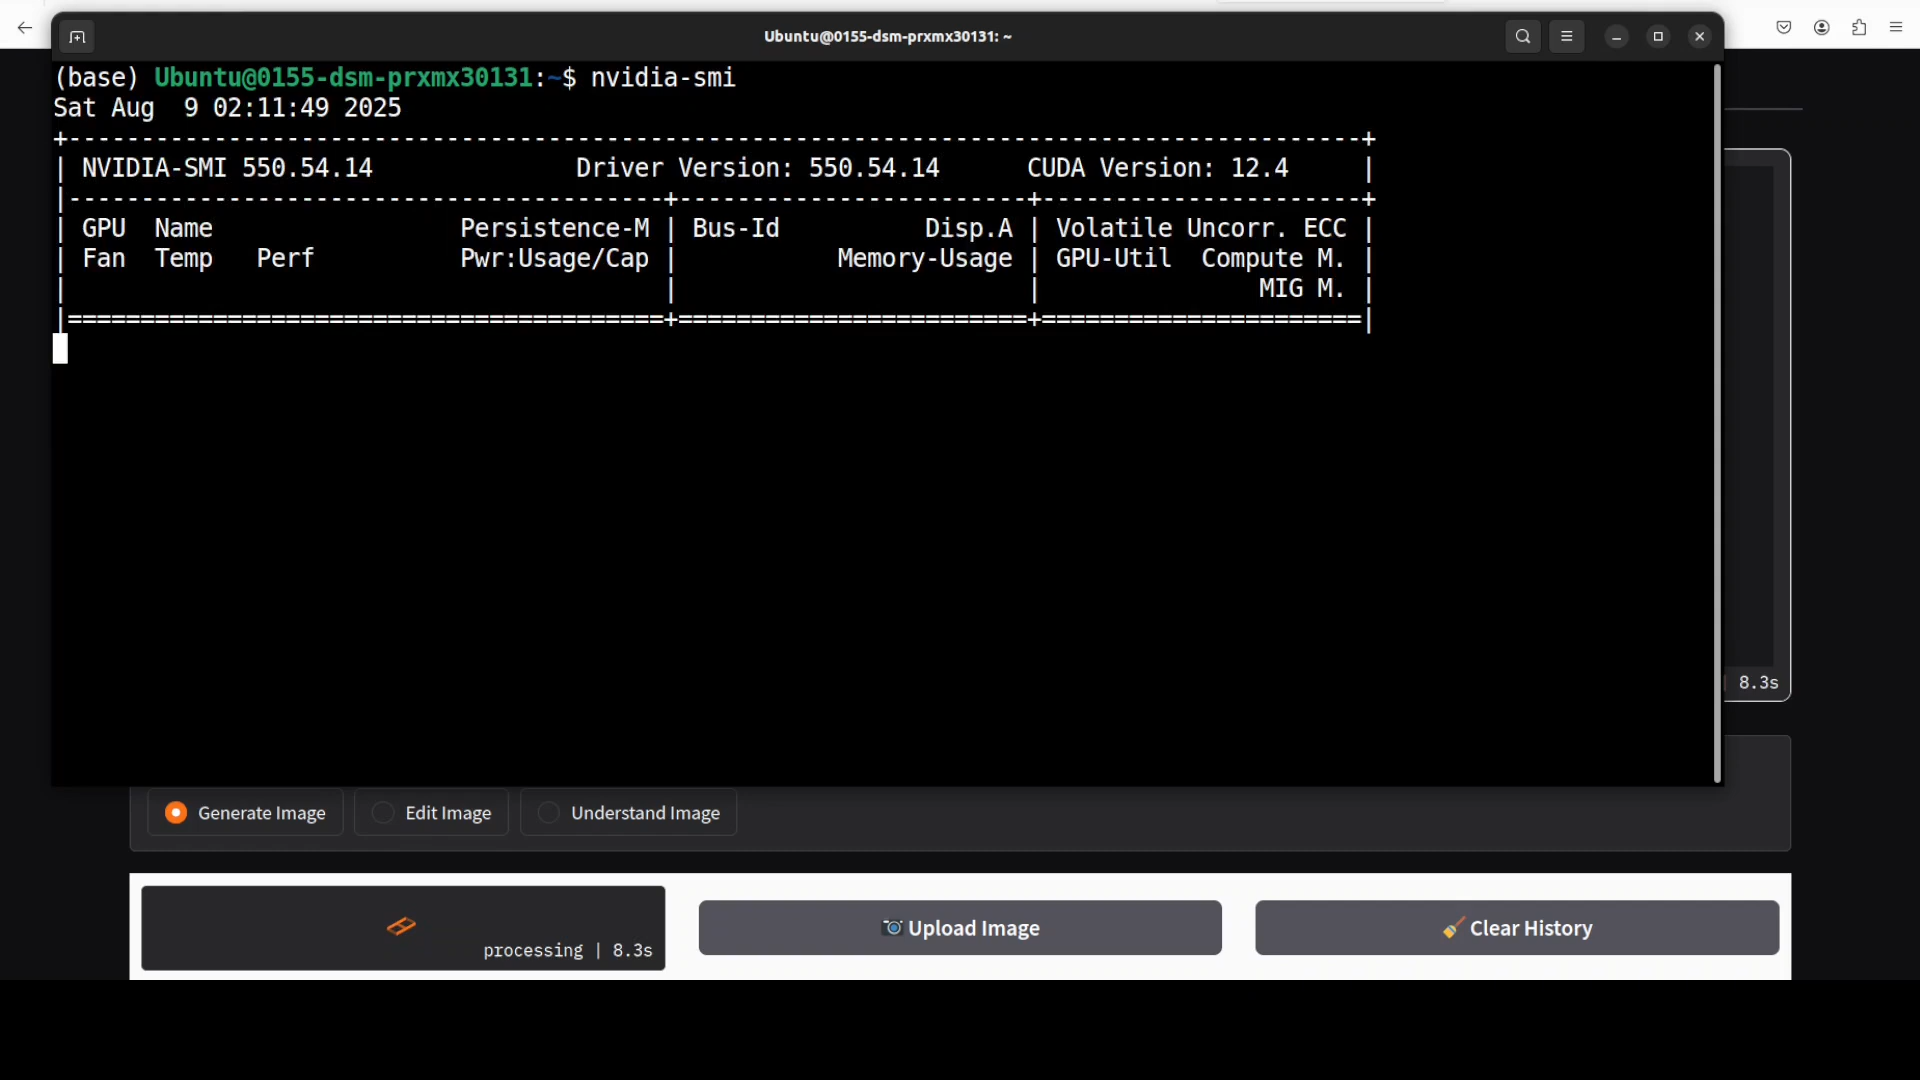 Ubuntu@0155-dsm-prxmx30131: ~
(base) Ubuntu@0155-dsm-prxmx30131:~$ nvidia-smi
Sat Aug  9 02:11:49 2025
+-----------------------------------------------------------------------------------------+
| NVIDIA-SMI 550.54.14              Driver Version: 550.54.14      CUDA Version: 12.4     |
|-----------------------------------------+------------------------+----------------------+
| GPU  Name                 Persistence-M | Bus-Id          Disp.A | Volatile Uncorr. ECC |
| Fan  Temp   Perf          Pwr:Usage/Cap |           Memory-Usage | GPU-Util  Compute M. |
|                                         |                        |               MIG M. |
|=========================================+========================+======================|
| 8.3s
Generate Image Edit Image Understand Image
processing | 8.3s
Upload Image
Clear History